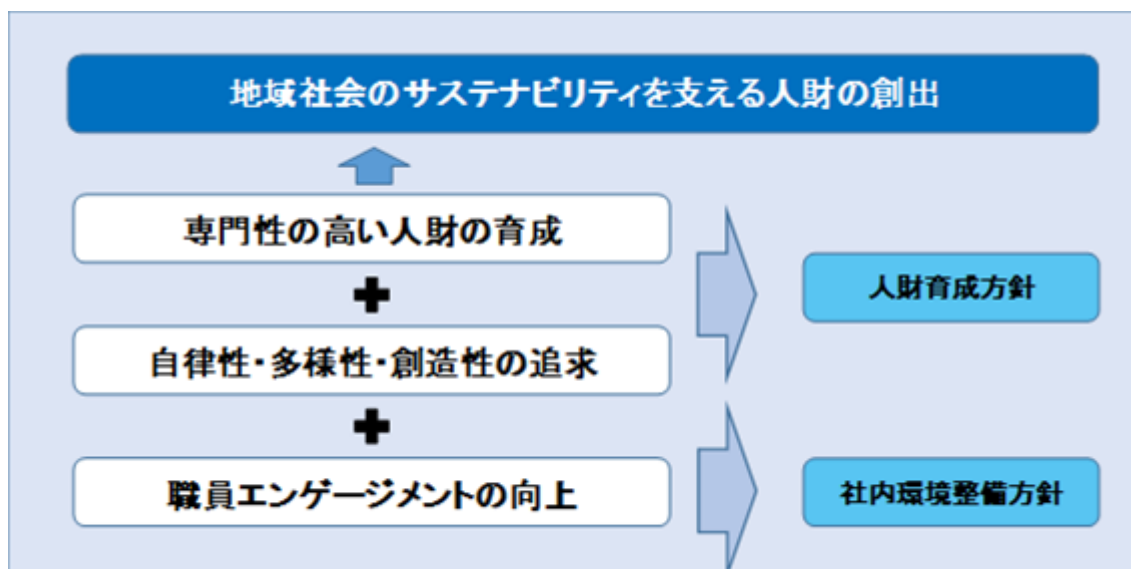 地域社会のサステナビリティを支える人財の創出
専門性の高い人財の育成
人財育成方針
自律性・多様性・創造性の追求
職員エンゲージメントの向上
社内環境整備方針